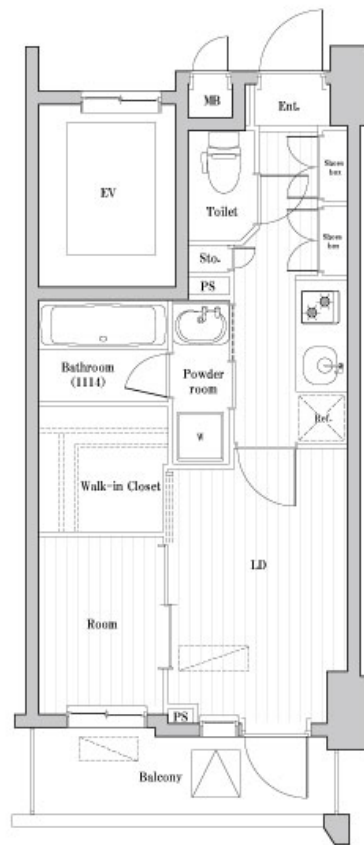 MB
Ent.
EV
Shoes
box
Toilet
Shoes
box
Sto.
PS
Bathroom
(1114)
Powder
room
Ref.
W
Walk-in Closet
LD
Room
PS
Balcony